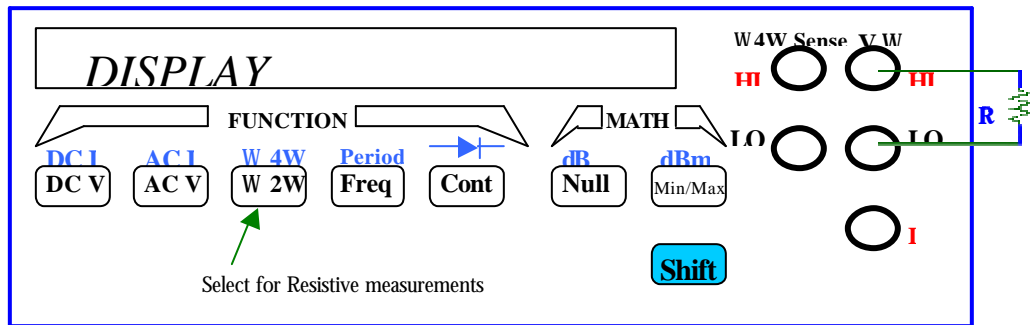 W 4W Sense V W
DISPLAY
HI HI
R
FUNCTION MATH
LO LO
DC I AC I W 4W Period dB dBm
DC V AC V W 2W Freq Cont Null Min/Max
I
Shift
Select for Resistive measurements